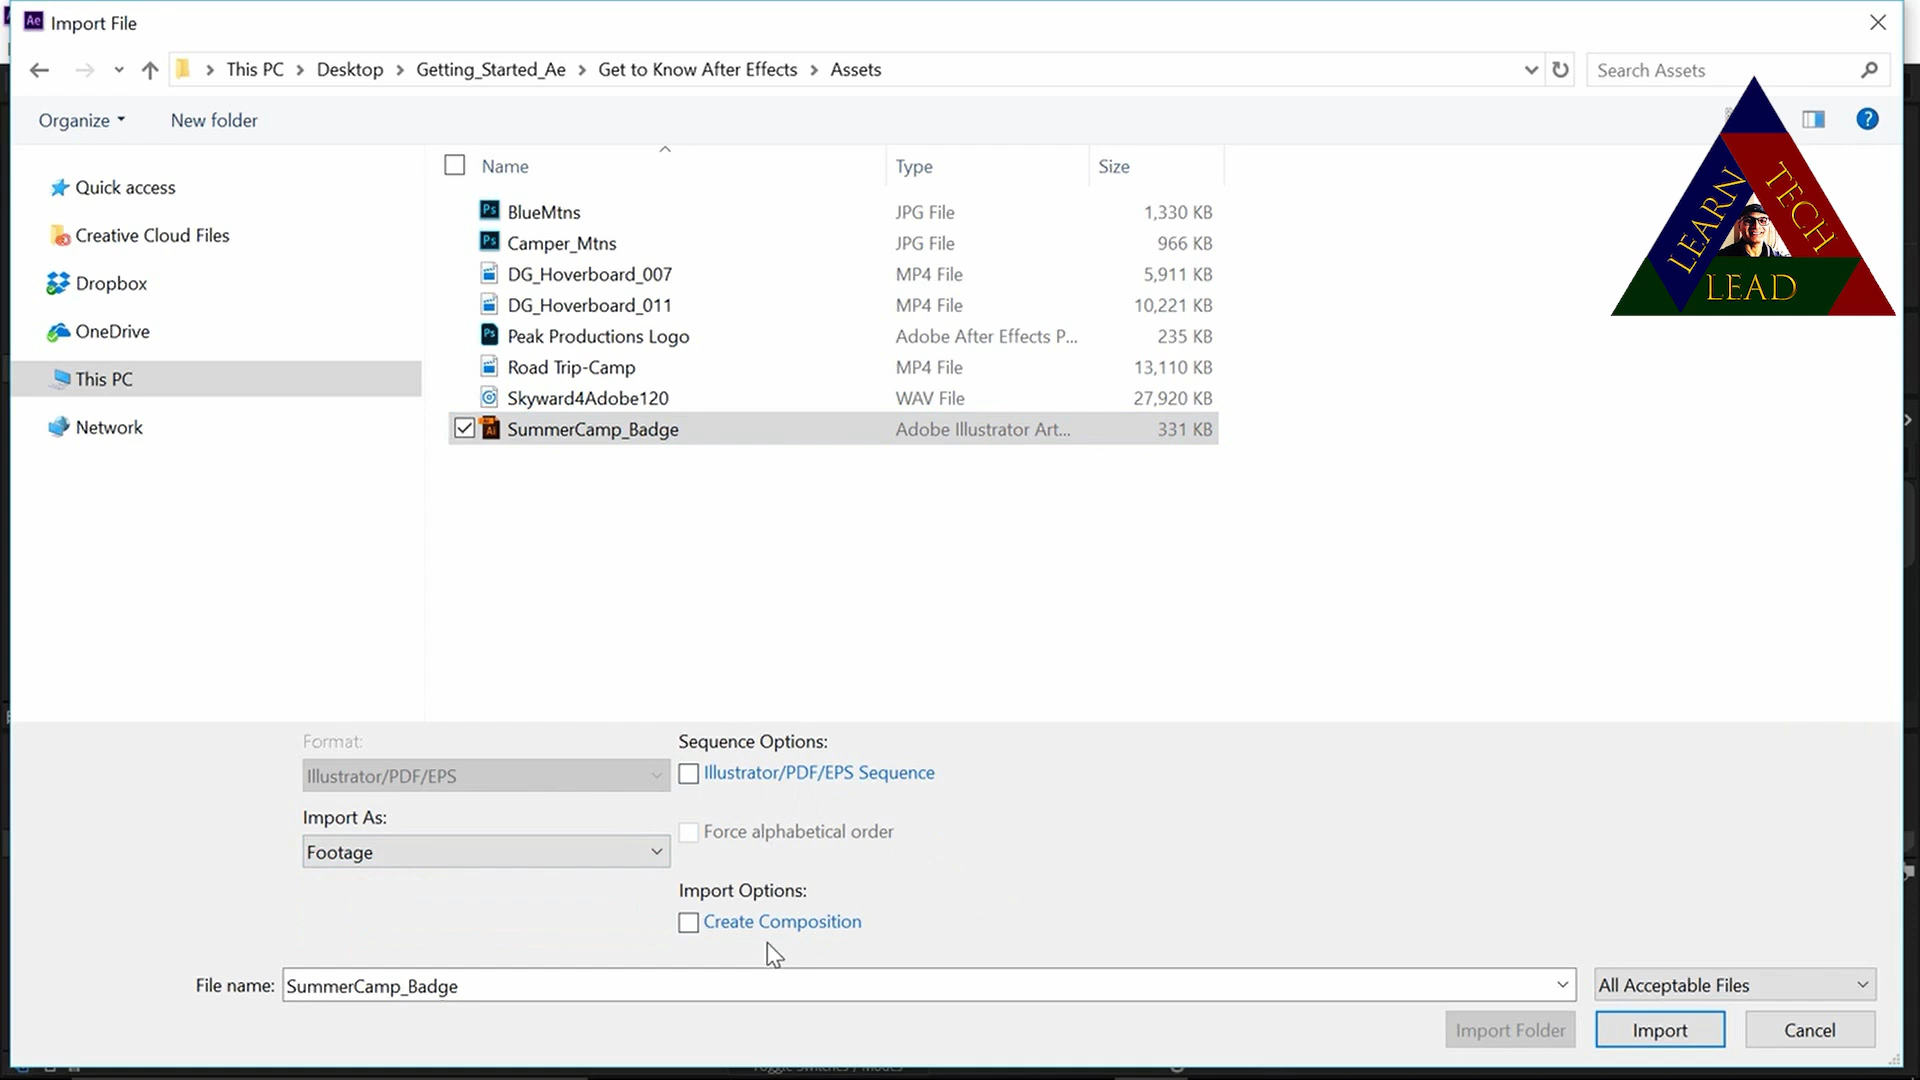 Ae Import File
This PC > Desktop > Getting_Started_Ae > Get to Know After Effects > Assets
Search Assets
Organize
New folder
?
Name Type Size
Quick access
Creative Cloud Files
Dropbox
OneDrive
This PC
Network
Ps BlueMtns JPG File 1,330 KB
Ps Camper_Mtns JPG File 966 KB
DG_Hoverboard_007 MP4 File 5,911 KB
DG_Hoverboard_011 MP4 File 10,221 KB
Ps Peak Productions Logo Adobe After Effects P... 235 KB
Road Trip-Camp MP4 File 13,110 KB
Skyward4Adobe120 WAV File 27,920 KB
Ai SummerCamp_Badge Adobe Illustrator Art... 331 KB
LEARN
TECH
LEAD
Format:
Illustrator/PDF/EPS
Import As:
Footage
Sequence Options:
Illustrator/PDF/EPS Sequence
Force alphabetical order
Import Options:
Create Composition
File name: SummerCamp_Badge
All Acceptable Files
Import Folder
Import
Cancel